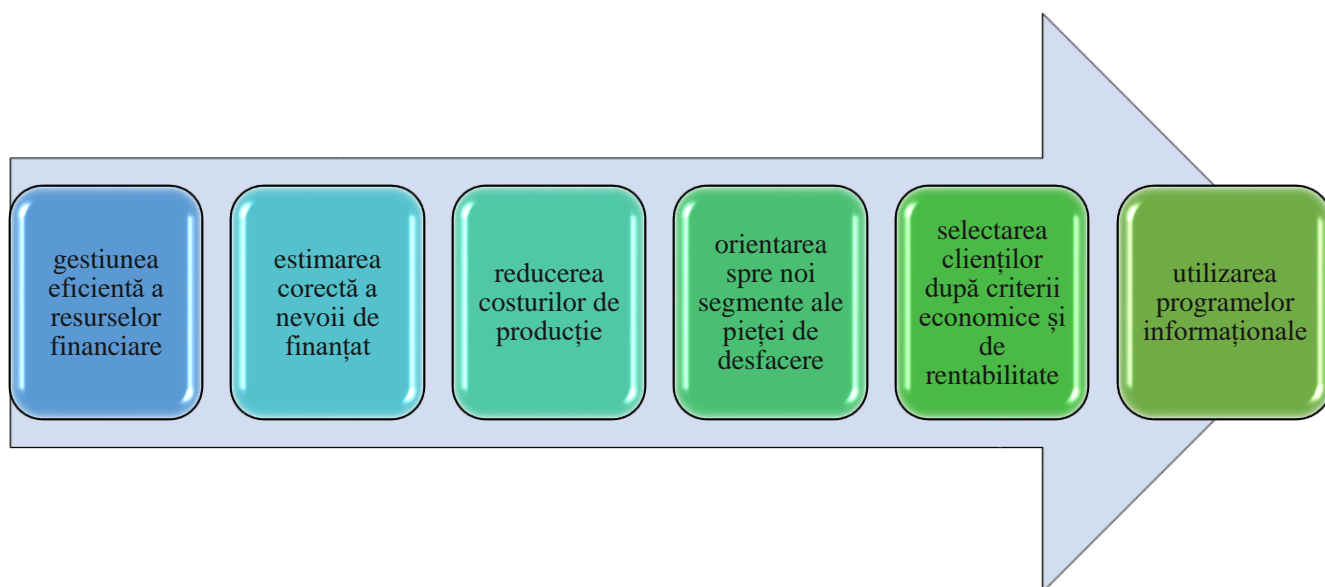 gestiunea
eficientă a
resurselor
financiare
estimarea
corectă a
nevoii de
finanțat
reducerea
costurilor de
producție
orientarea
spre noi
segmente ale
pieței de
desfacere
selectarea
clienților
după criterii
economice și
de
rentabilitate
utilizarea
programelor
informaționale